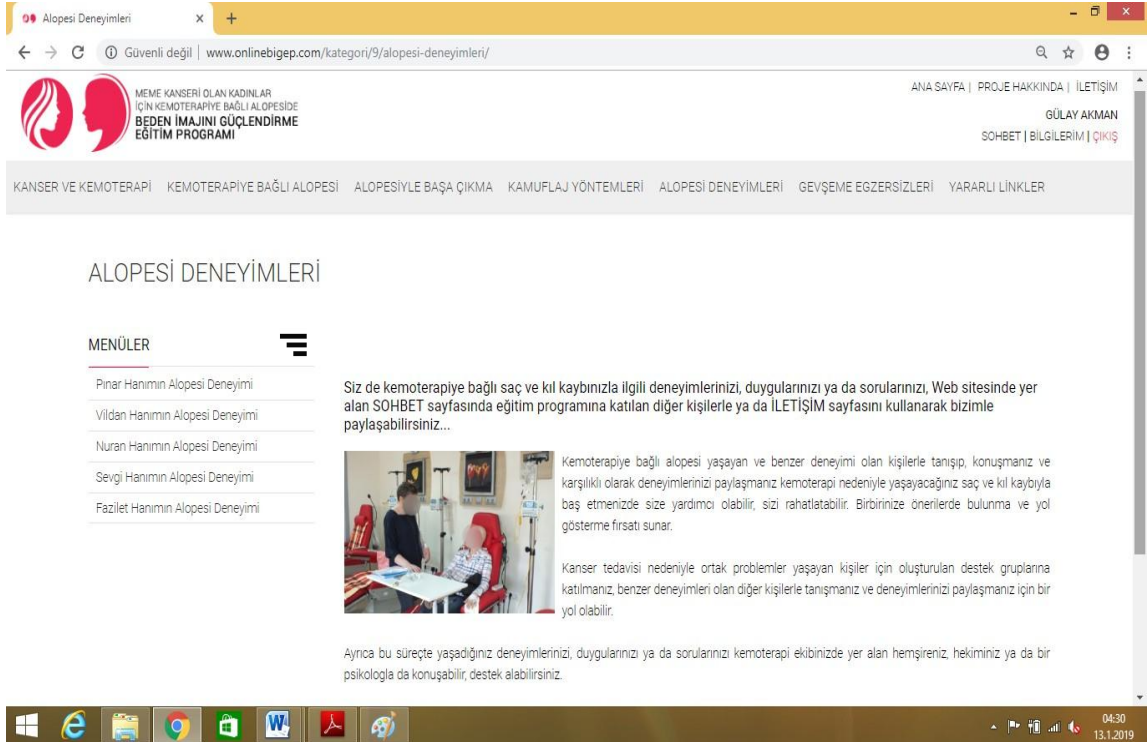 Alopesi Deneyimleri
Güvenli değil | www.onlinebigep.com/kategori/9/alopesi-deneyimleri/
MEME KANSERİ OLAN KADINLAR
İÇİN KEMOTERAPİYE BAĞLI ALOPESİDE
BEDEN İMAJINI GÜÇLENDİRME
EĞİTİM PROGRAMI
ANA SAYFA | PROJE HAKKINDA | İLETİŞİM
GÜLAY AKMAN
SOHBET | BİLGİLERİM | ÇIKIŞ
KANSER VE KEMOTERAPİ KEMOTERAPİYE BAĞLI ALOPESİ ALOPESİYLE BAŞA ÇIKMA KAMUFLAJ YÖNTEMLERİ ALOPESİ DENEYİMLERİ GEVŞEME EGZERSİZLERİ YARARLI LİNKLER
ALOPESİ DENEYİMLERİ
MENÜLER
Pınar Hanımın Alopesi Deneyimi
Vildan Hanımın Alopesi Deneyimi
Nuran Hanımın Alopesi Deneyimi
Sevgi Hanımın Alopesi Deneyimi
Fazilet Hanımın Alopesi Deneyimi
Siz de kemoterapiye bağlı saç ve kıl kaybınızla ilgili deneyimlerinizi, duygularınızı ya da sorularınızı, Web sitesinde yer
alan SOHBET sayfasında eğitim programına katılan diğer kişilerle ya da İLETİŞİM sayfasını kullanarak bizimle
paylaşabilirsiniz...
Kemoterapiye bağlı alopesi yaşayan ve benzer deneyimi olan kişilerle tanışıp, konuşmanız ve
karşılıklı olarak deneyimlerinizi paylaşmanız kemoterapi nedeniyle yaşayacağınız saç ve kıl kaybıyla
baş etmenizde size yardımcı olabilir, sizi rahatlatabilir. Birbirinize önerilerde bulunma ve yol
gösterme fırsatı sunar.
Kanser tedavisi nedeniyle ortak problemler yaşayan kişiler için oluşturulan destek gruplarına
katılmanız, benzer deneyimleri olan diğer kişilerle tanışmanız ve deneyimlerinizi paylaşmanız için bir
yol olabilir.
Ayrıca bu süreçte yaşadığınız deneyimlerinizi, duygularınızı ya da sorularınızı kemoterapi ekibinizde yer alan hemşireniz, hekiminiz ya da bir
psikologla da konuşabilir, destek alabilirsiniz.
04:30
13.1.2019